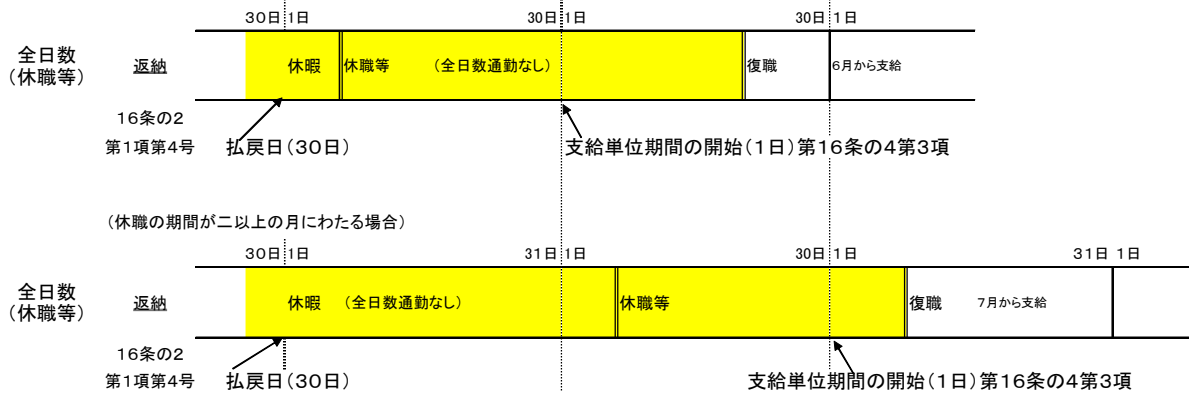 30日 1日 30日 1日 30日 1日
全日数
(休職等)
返納 休暇 休職等 (全日数通勤なし) 復職 6月から支給
16条の2
第1項第4号 払戻日(30日) 支給単位期間の開始(1日)第16条の4第3項
(休職の期間が二以上の月にわたる場合)
30日 1日 31日 1日 30日 1日 31日 1日
全日数
(休職等)
返納 休暇 (全日数通勤なし) 休職等 復職 7月から支給
16条の2
第1項第4号 払戻日(30日) 支給単位期間の開始(1日)第16条の4第3項